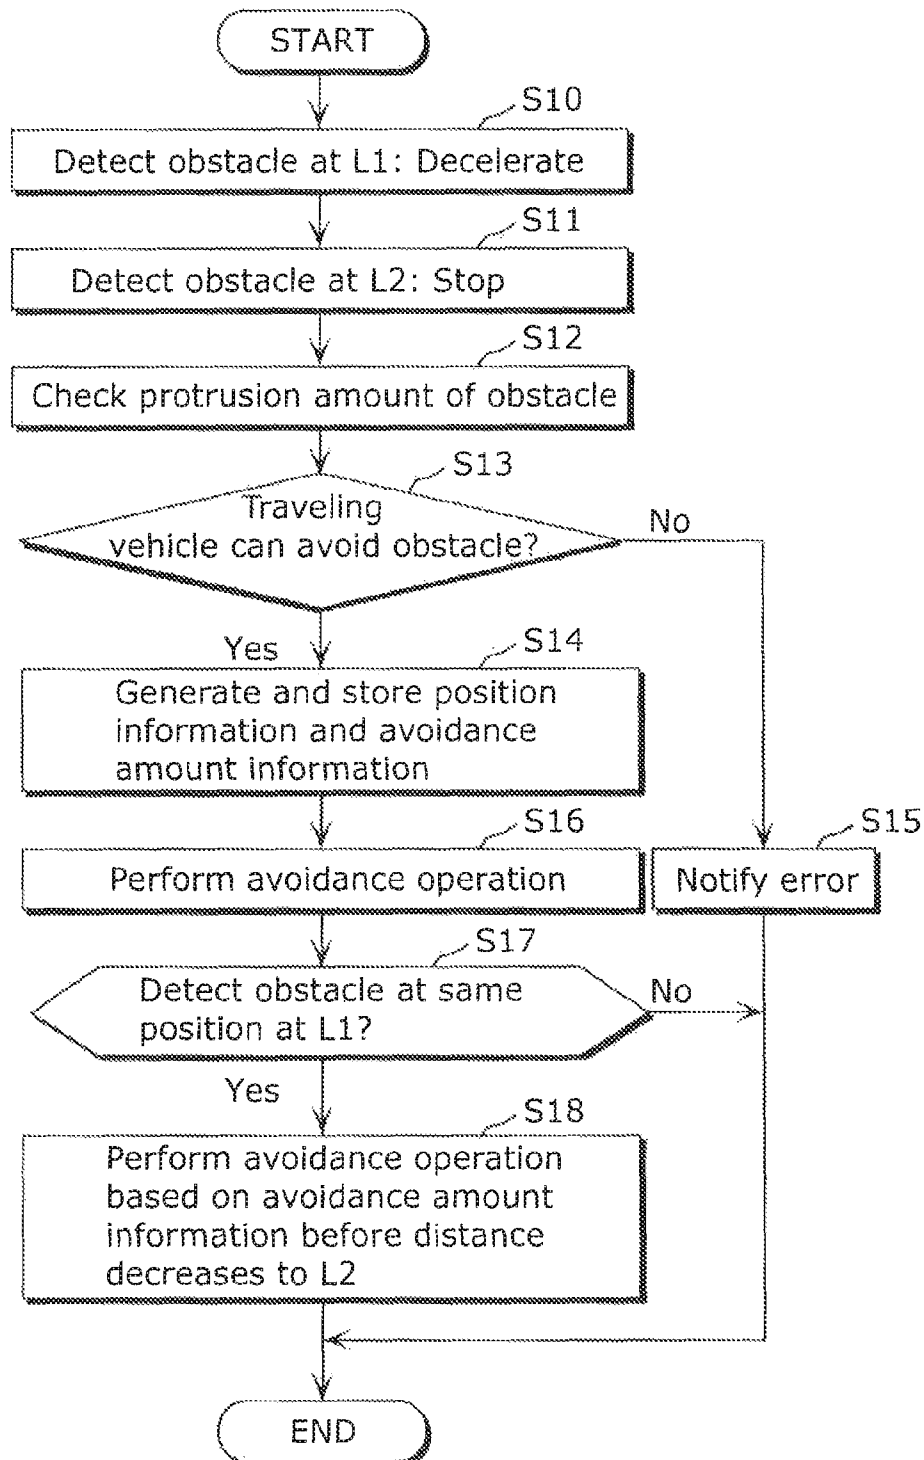 START
S10
Detect obstacle at L1: Decelerate
S11
Detect obstacle at L2: Stop
S12
Check protrusion amount of obstacle
S13
Traveling
vehicle can avoid obstacle?
No
Yes
S14
Generate and store position
information and avoidance
amount information
S16
Perform avoidance operation
S15
Notify error
S17
Detect obstacle at same
position at L1?
No
Yes
S18
Perform avoidance operation
based on avoidance amount
information before distance
decreases to L2
END